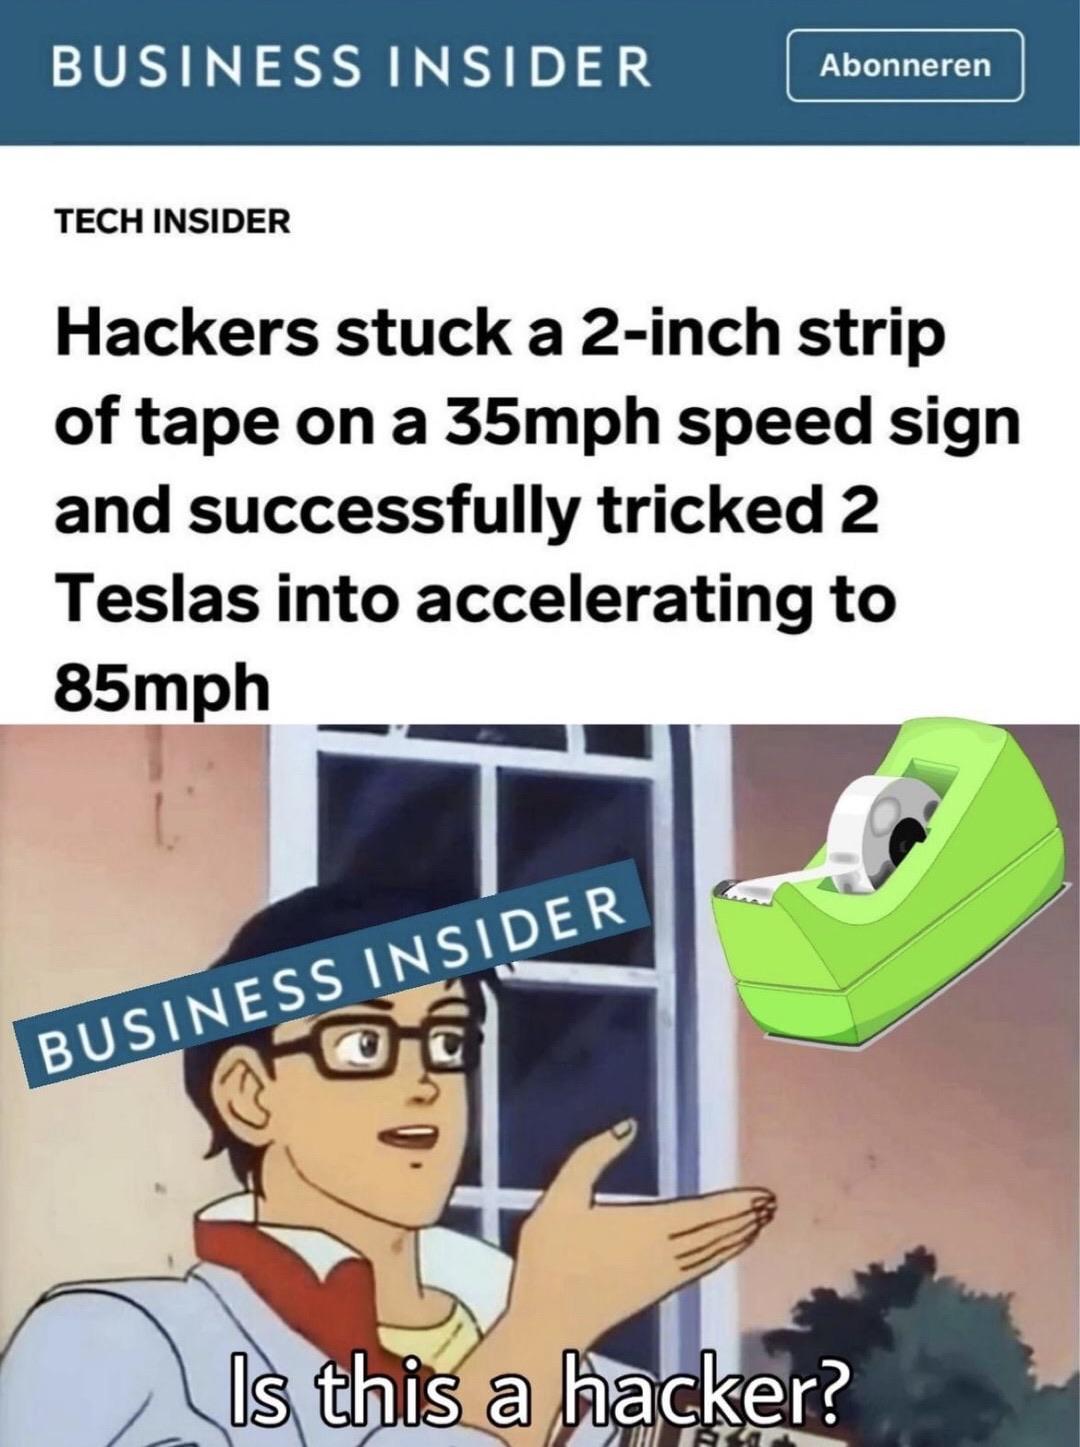 BUSINESS INSIDER
Abonneren
TECH INSIDER
Hackers stuck a 2-inch strip
of tape on a 35mph speed sign
and successfully tricked 2
Teslas into accelerating to
85mph
BUSINESS INSIDER
Is this a hacker?